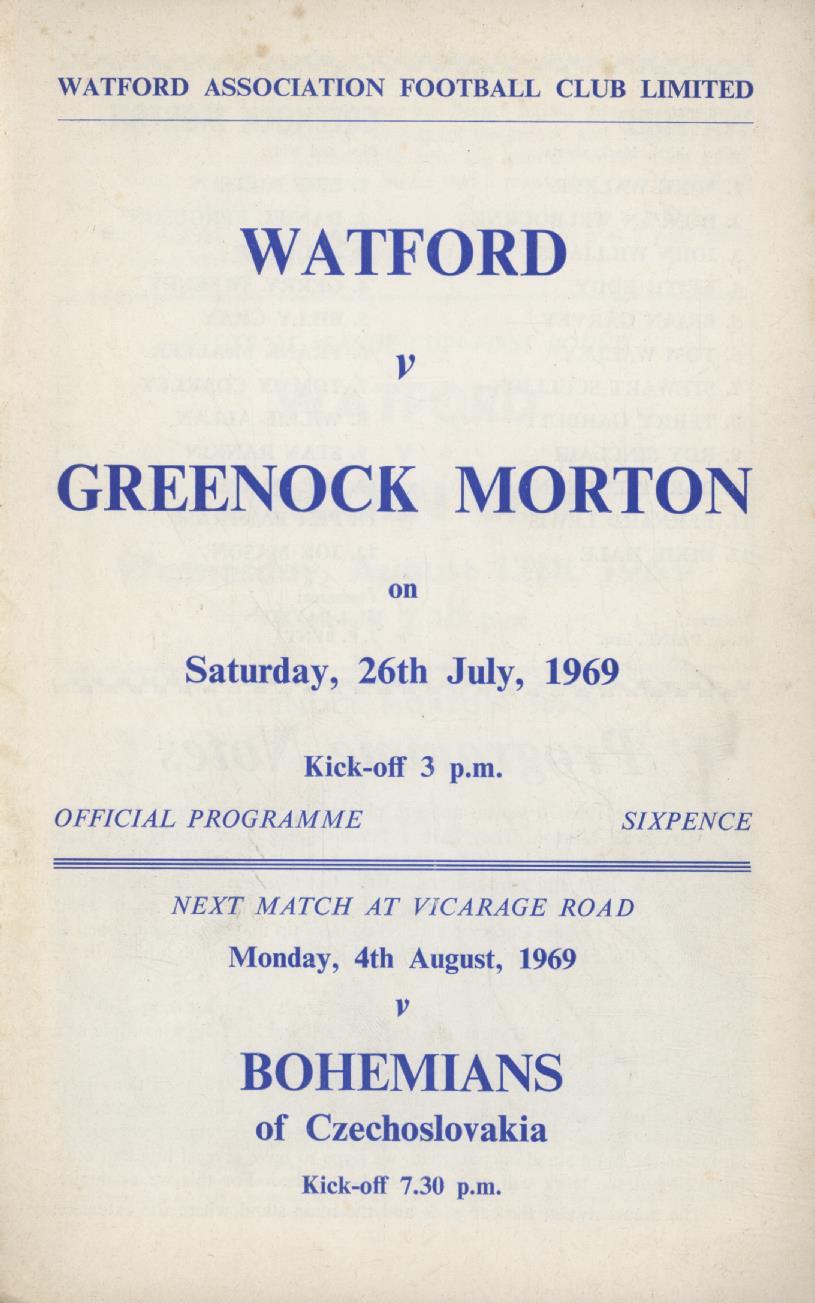 WATFORD ASSOCIATION FOOTBALL CLUB LIMITED
WATFORD
v
GREENOCK MORTON
on
Saturday, 26th July, 1969
Kick-off 3 p.m.
OFFICIAL PROGRAMME SIXPENCE
NEXT MATCH AT VICARAGE ROAD
Monday, 4th August, 1969
v
BOHEMIANS
of Czechoslovakia
Kick-off 7.30 p.m.